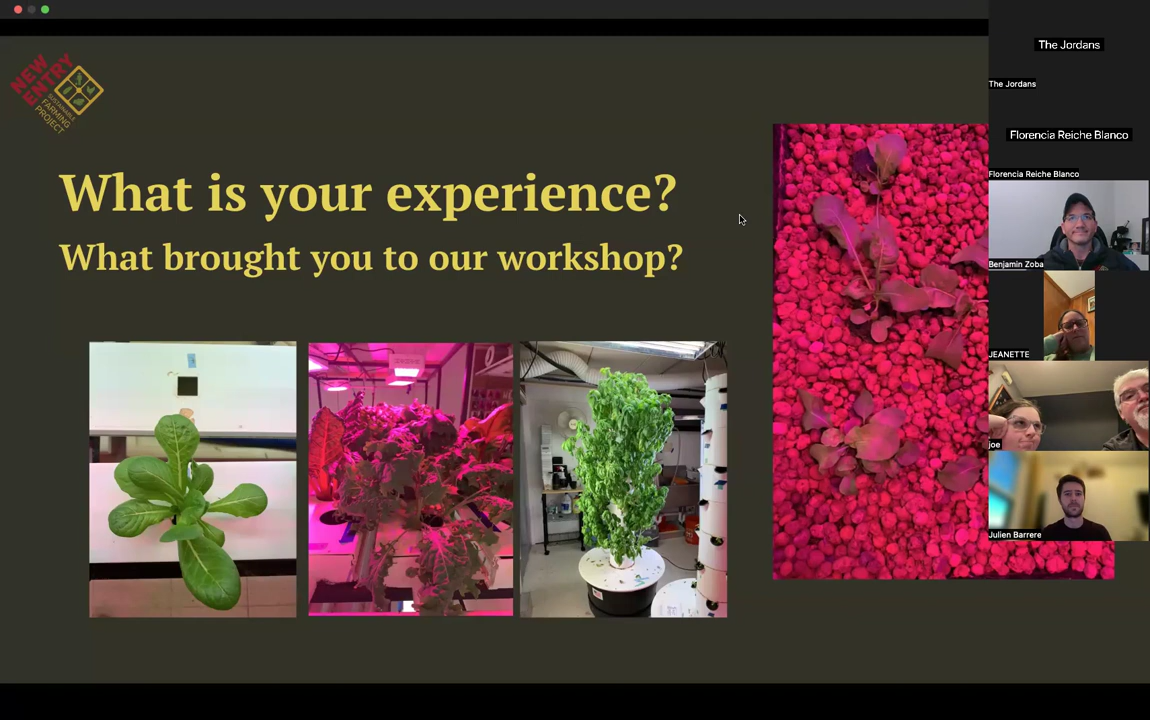 NEW
ENTRY
SUSTAINABLE
FARMING
PROJECT
What is your experience?
What brought you to our workshop?
The Jordans
The Jordans
Florencia Reiche Blanco
Florencia Reiche Blanco
Benjamin Zoba
JEANETTE
joe
Julien Barrere